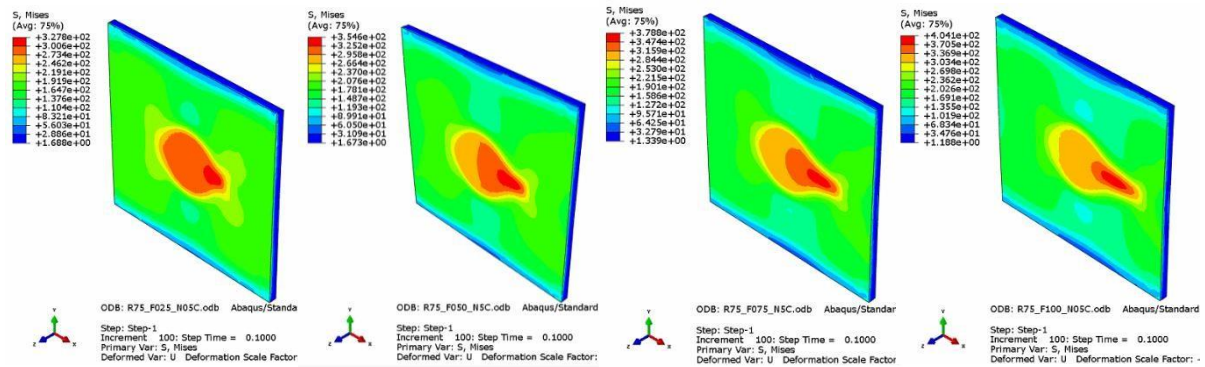 S, Mises
(Avg: 75%)
+3.278e+02
+3.006e+02
+2.734e+02
+2.462e+02
+2.191e+02
+1.919e+02
+1.647e+02
+1.376e+02
+1.104e+02
+8.321e+01
+5.603e+01
+2.886e+01
+1.688e+00
Y
Z
X
ODB: R75_F025_N05C.odb Abaqus/Standa
Step: Step-1
Increment 100: Step Time = 0.1000
Primary Var: S, Mises
Deformed Var: U Deformation Scale Factor
S, Mises
(Avg: 75%)
+3.546e+02
+3.252e+02
+2.958e+02
+2.664e+02
+2.370e+02
+2.076e+02
+1.781e+02
+1.487e+02
+1.193e+02
+8.991e+01
+6.050e+01
+3.109e+01
+1.673e+00
Y
Z
X
ODB: R75_F050_N5C.odb Abaqus/Standard
Step: Step-1
Increment 100: Step Time = 0.1000
Primary Var: S, Mises
Deformed Var: U Deformation Scale Factor:
S, Mises
(Avg: 75%)
+3.788e+02
+3.474e+02
+3.159e+02
+2.844e+02
+2.530e+02
+2.215e+02
+1.901e+02
+1.586e+02
+1.272e+02
+9.571e+01
+6.425e+01
+3.279e+01
+1.339e+00
Y
Z
X
ODB: R75_F075_N5C.odb Abaqus/Standard
Step: Step-1
Increment 100: Step Time = 0.1000
Primary Var: S, Mises
Deformed Var: U Deformation Scale Factor
S, Mises
(Avg: 75%)
+4.041e+02
+3.705e+02
+3.369e+02
+3.034e+02
+2.698e+02
+2.362e+02
+2.026e+02
+1.691e+02
+1.355e+02
+1.019e+02
+6.834e+01
+3.476e+01
+1.188e+00
Y
Z
X
ODB: R75_F100_N05C.odb Abaqus/Standard
Step: Step-1
Increment 100: Step Time = 0.1000
Primary Var: S, Mises
Deformed Var: U Deformation Scale Factor: -